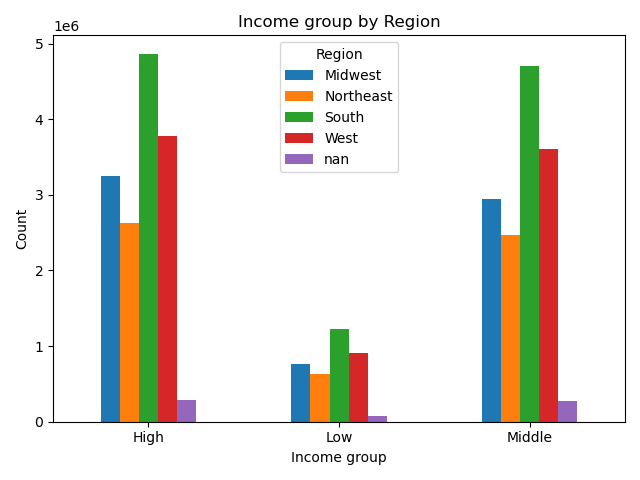 Income group by Region
1e6
5
4
3
2
1
0
Count
Region
Midwest
Northeast
South
West
nan
High
Low
Middle
Income group